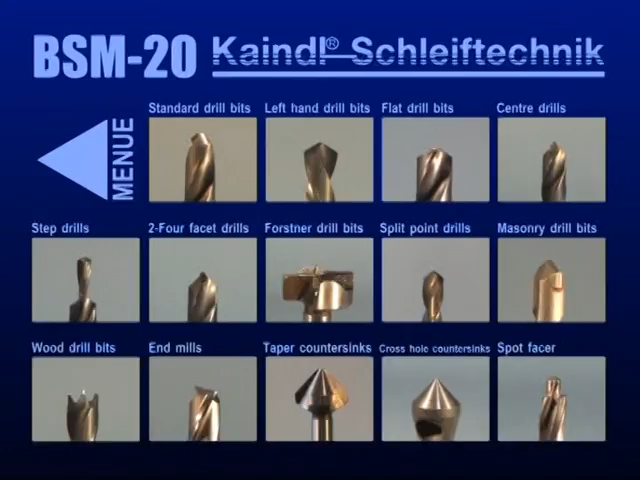 BSM-20 Kaindl® Schleiftechnik
MENUE
Standard drill bits
Left hand drill bits
Flat drill bits
Centre drills
Step drills
2-Four facet drills
Forstner drill bits
Split point drills
Masonry drill bits
Wood drill bits
End mills
Taper countersinks
Cross hole countersinks
Spot facer